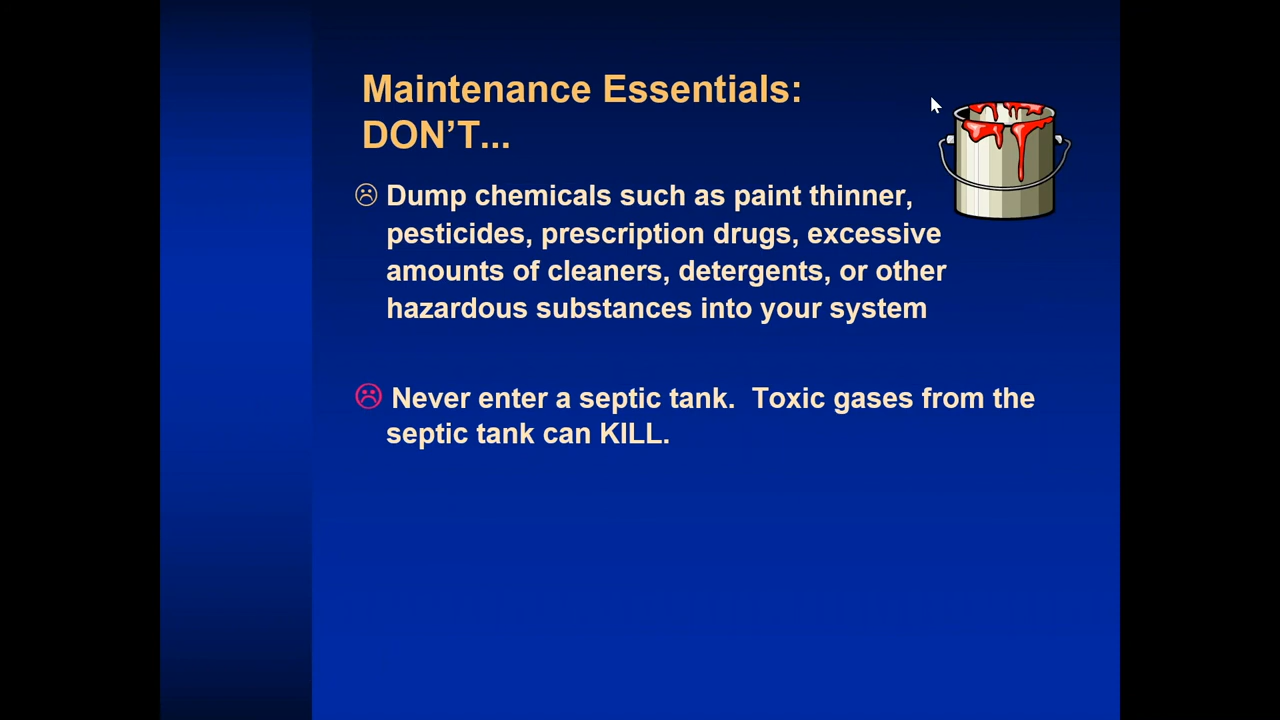 Maintenance Essentials:
DON’T...
Dump chemicals such as paint thinner,
pesticides, prescription drugs, excessive
amounts of cleaners, detergents, or other
hazardous substances into your system
Never enter a septic tank.  Toxic gases from the
septic tank can KILL.